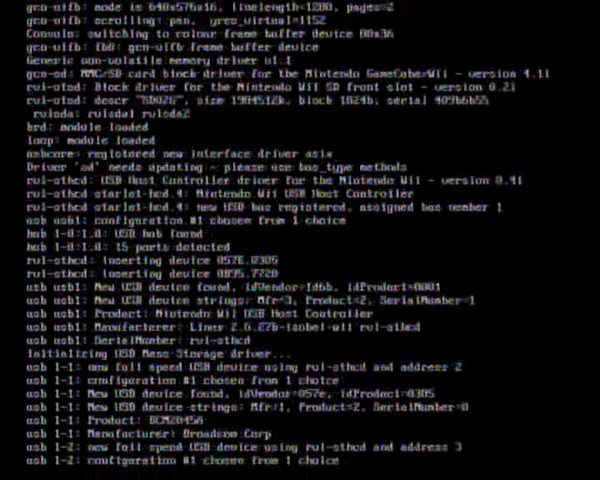 gcn-vifb: mode is 640x576x16, linelength=1280, pages=2
gcn-vifb: scrolling: pan, yres_virtual=1152
Console: switching to colour frame buffer device 80x36
gcn-vifb: fb0: gcn-vifb frame buffer device
Generic non-volatile memory driver v1.1
gcn-sd: MMC/SD card block driver for the Nintendo GameCube/Wii - version 4.1i
rvl-stsd: Block driver for the Nintendo Wii SD front slot - version 0.2i
rvl-stsd: descr "SD02G", size 1984512k, block 1024b, serial 409b6b55
rvlsda: rvlsda1 rvlsda2
brd: module loaded
loop: module loaded
usbcore: registered new interface driver asix
Driver 'sd' needs updating - please use bus_type methods
rvl-sthcd: USB Host Controller driver for the Nintendo Wii - version 0.4i
rvl-sthcd starlet-hcd.4: Nintendo Wii USB Host Controller
rvl-sthcd starlet-hcd.4: new USB bus registered, assigned bus number 1
usb usb1: configuration #1 chosen from 1 choice
hub 1-0:1.0: USB hub found
hub 1-0:1.0: 15 ports detected
rvl-sthcd: inserting device 057e.0305
rvl-sthcd: inserting device 0b95.7720
usb usb1: New USB device found, idVendor=1d6b, idProduct=0001
usb usb1: New USB device strings: Mfr=3, Product=2, SerialNumber=1
usb usb1: Product: Nintendo Wii USB Host Controller
usb usb1: Manufacturer: Linux 2.6.27b-isobel-wii rvl-sthcd
usb usb1: SerialNumber: rvl-sthcd
Initializing USB Mass Storage driver...
usb 1-1: new full speed USB device using rvl-sthcd and address 2
usb 1-1: configuration #1 chosen from 1 choice
usb 1-1: New USB device found, idVendor=057e, idProduct=0305
usb 1-1: New USB device strings: Mfr=1, Product=2, SerialNumber=0
usb 1-1: Product: BCM2045A
usb 1-1: Manufacturer: Broadcom Corp
usb 1-2: new full speed USB device using rvl-sthcd and address 3
usb 1-2: configuration #1 chosen from 1 choice